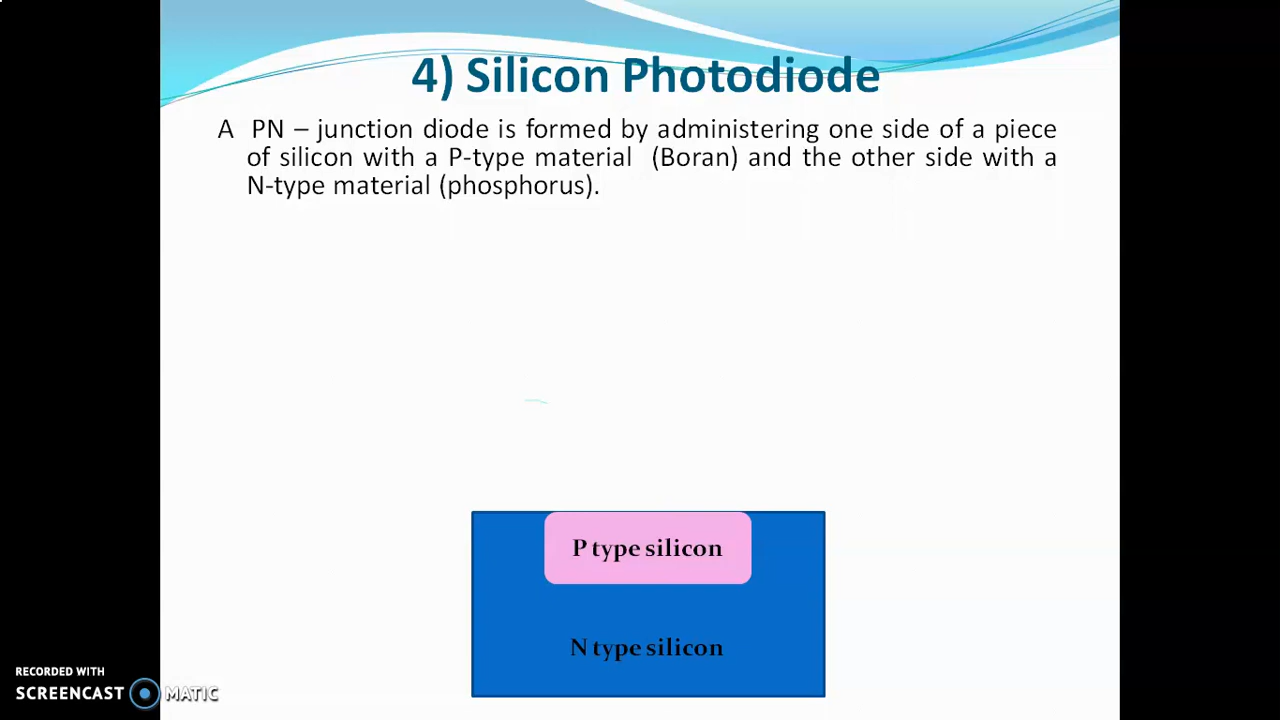 4) Silicon Photodiode
A PN – junction diode is formed by administering one side of a piece
of silicon with a P-type material (Boran) and the other side with a
N-type material (phosphorus).
P type silicon
N type silicon
RECORDED WITH
SCREENCAST MATIC